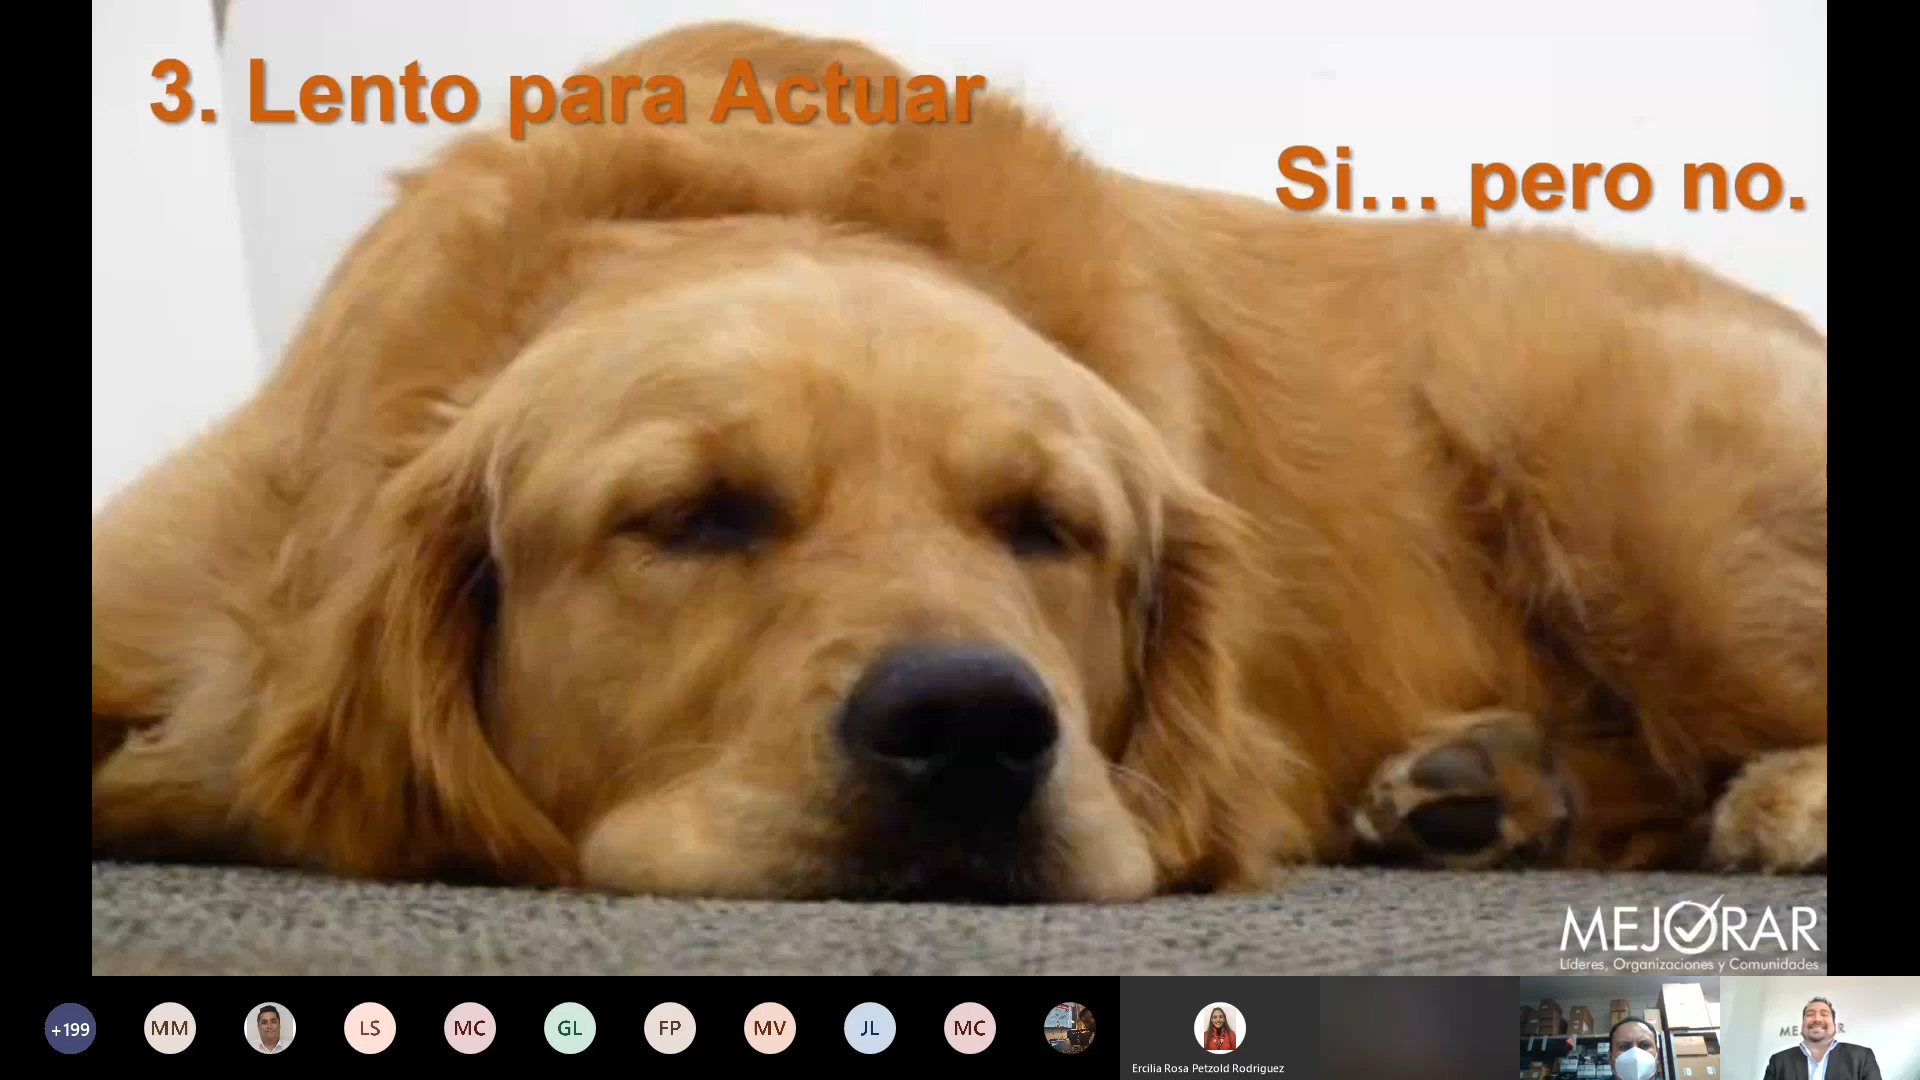 3. Lento para Actuar
Si... pero no.
MEJORAR
Líderes, Organizaciones y Comunidades
+199
MM
LS
MC
GL
FP
MV
JL
MC
Ercilia Rosa Petzold Rodriguez